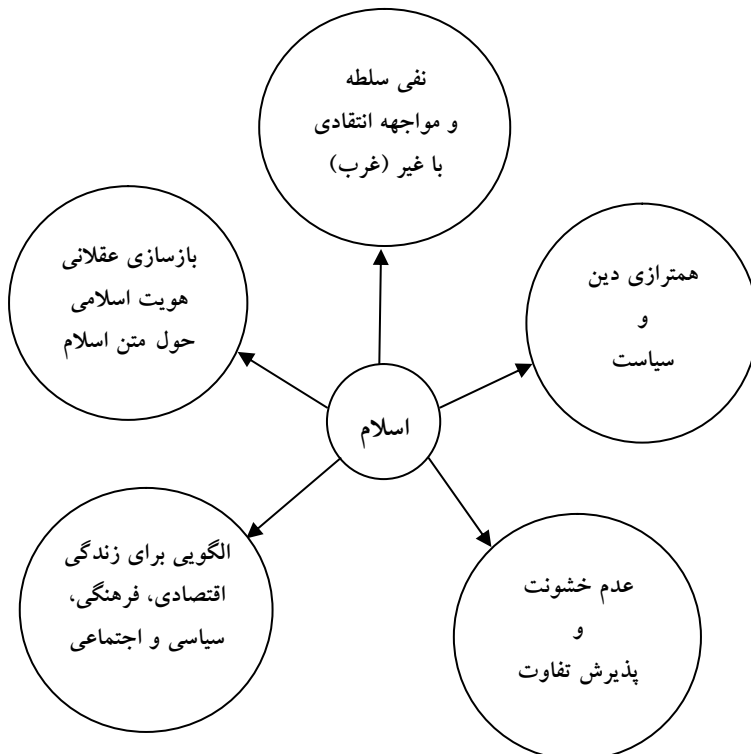 نفی سلطه
و مواجهه انتقادی
با غیر (غرب)
همترازی دین
و
سیاست
بازسازی عقلانی
هویت اسلامی
حول متن اسلام
اسلام
الگویی برای زندگی
اقتصادی، فرهنگی،
سیاسی و اجتماعی
عدم خشونت
و
پذیرش تفاوت